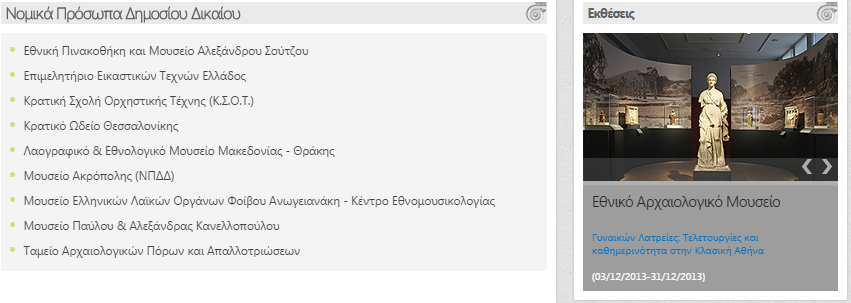 Νομικά Πρόσωπα Δημοσίου Δικαίου
Εθνική Πινακοθήκη και Μουσείο Αλεξάνδρου Σούτζου
Επιμελητήριο Εικαστικών Τεχνών Ελλάδος
Κρατική Σχολή Ορχηστικής Τέχνης (Κ.Σ.Ο.Τ.)
Κρατικό Ωδείο Θεσσαλονίκης
Λαογραφικό & Εθνολογικό Μουσείο Μακεδονίας - Θράκης
Μουσείο Ακρόπολης (ΝΠΔΔ)
Μουσείο Ελληνικών Λαϊκών Οργάνων Φοίβου Ανωγειανάκη - Κέντρο Εθνομουσικολογίας
Μουσείο Παύλου & Αλεξάνδρας Κανελλοπούλου
Ταμείο Αρχαιολογικών Πόρων και Απαλλοτριώσεων
Εκθέσεις
Εθνικό Αρχαιολογικό Μουσείο
Γυναικών Λατρείες: Τελετουργίες και
καθημερινότητα στην Κλασική Αθήνα
(03/12/2013-31/12/2013)